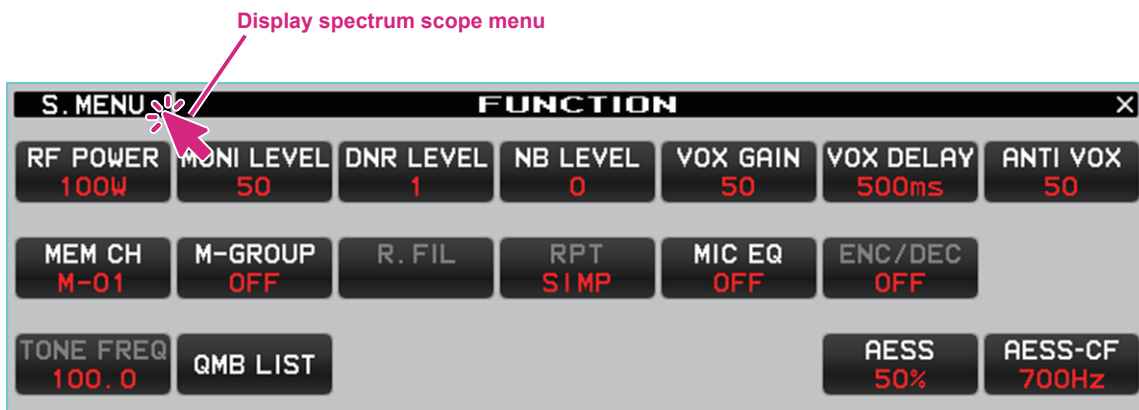 Display spectrum scope menu
S.MENU FUNCTION ×
RF POWER MONI LEVEL DNR LEVEL NB LEVEL VOX GAIN VOX DELAY ANTI VOX
100W 50 1 0 50 500ms 50
MEM CH M-GROUP R.FIL RPT MIC EQ ENC/DEC
M-01 OFF SIMP OFF OFF
TONE FREQ QMB LIST AESS AESS-CF
100.0 50% 700Hz